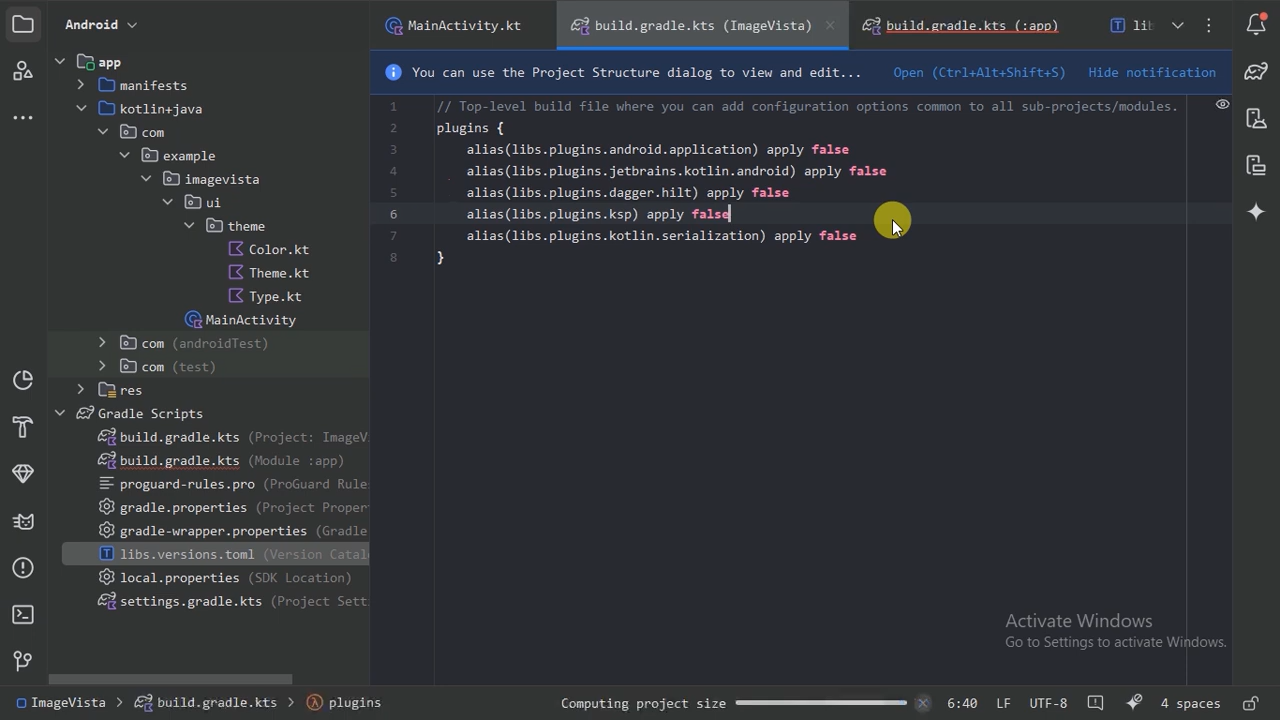 Android
MainActivity.kt
build.gradle.kts (ImageVista)
build.gradle.kts (:app)
You can use the Project Structure dialog to view and edit...
Open (Ctrl+Alt+Shift+S)
Hide notification
app
manifests
kotlin+java
com
example
imagevista
ui
theme
Color.kt
Theme.kt
Type.kt
MainActivity
com (androidTest)
com (test)
res
Gradle Scripts
build.gradle.kts (Project: ImageVi
build.gradle.kts (Module :app)
proguard-rules.pro (ProGuard Rule
gradle.properties (Project Proper
gradle-wrapper.properties (Gradle
libs.versions.toml (Version Catal
local.properties (SDK Location)
settings.gradle.kts (Project Sett
1 // Top-level build file where you can add configuration options common to all sub-projects/modules.
2 plugins {
3 alias(libs.plugins.android.application) apply false
4 alias(libs.plugins.jetbrains.kotlin.android) apply false
5 alias(libs.plugins.dagger.hilt) apply false
6 alias(libs.plugins.ksp) apply false
7 alias(libs.plugins.kotlin.serialization) apply false
8 }
Activate Windows
Go to Settings to activate Windows.
ImageVista > build.gradle.kts > plugins
Computing project size
6:40 LF UTF-8 4 spaces